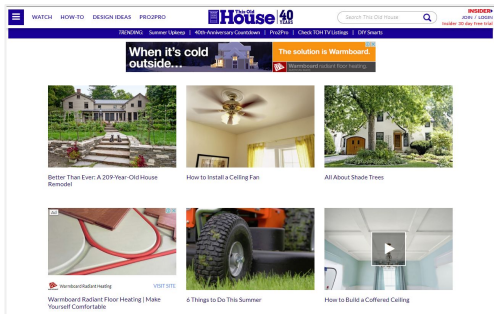 WATCH HOW-TO DESIGN IDEAS PRO2PRO
This Old House 40 YEARS
Search This Old House
INSIDER
JOIN / LOGIN
Insider 30 day free trial
TRENDING: Summer Upkeep | 40th-Anniversary Countdown | Pro2Pro | Check TOH TV Listings | DIY Smarts
When it's cold outside...
The solution is Warmboard.
Warmboard radiant floor heating.
Better Than Ever: A 209-Year-Old House
Remodel
How to Install a Ceiling Fan
All About Shade Trees
Ad
Warmboard Radiant Heating
VISIT SITE
Warmboard Radiant Floor Heating | Make
Yourself Comfortable
6 Things to Do This Summer
How to Build a Coffered Ceiling